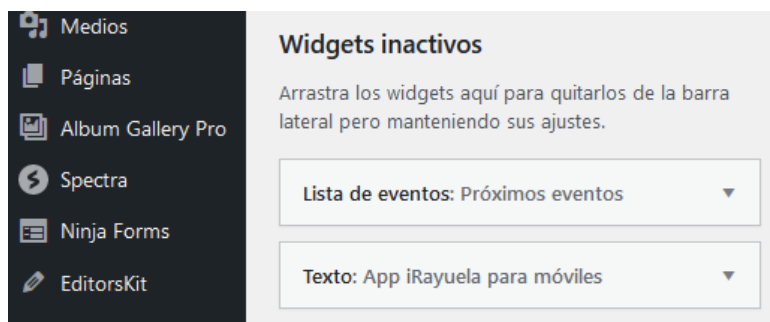 Medios
Páginas
Album Gallery Pro
Spectra
Ninja Forms
EditorsKit
Widgets inactivos
Arrastra los widgets aquí para quitarlos de la barra
lateral pero manteniendo sus ajustes.
Lista de eventos: Próximos eventos
Texto: App iRayuela para móviles